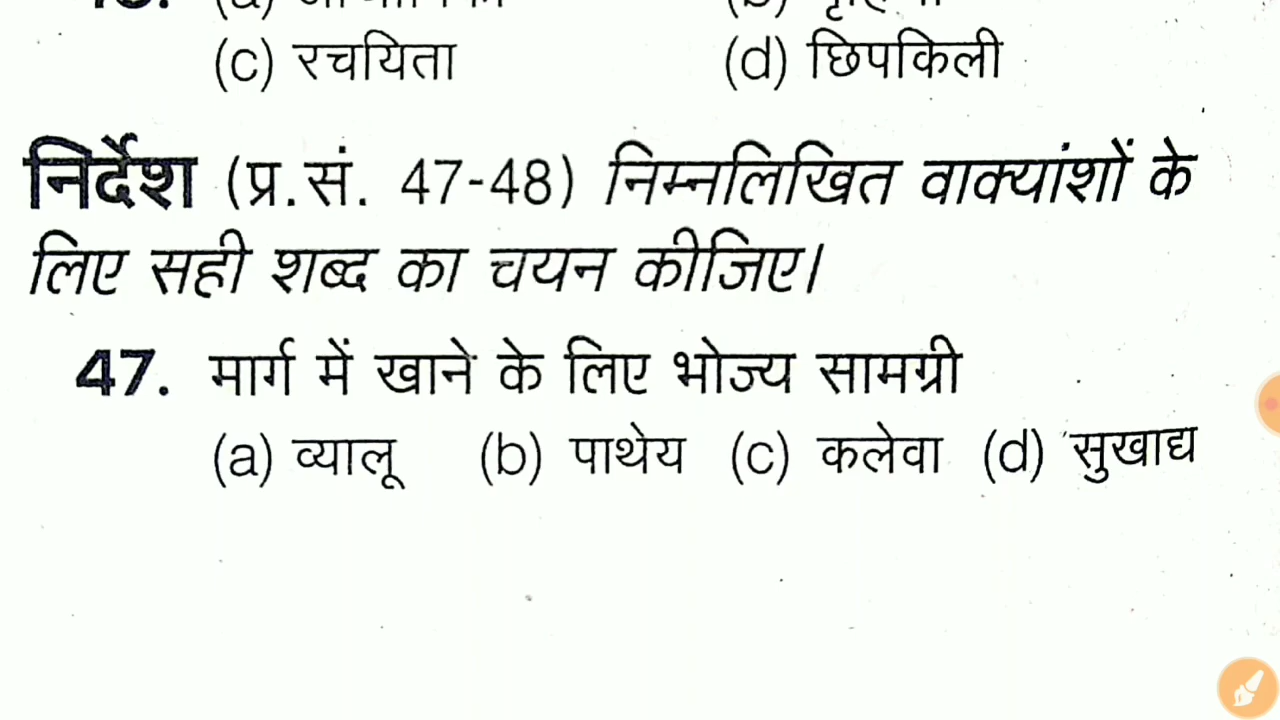 (c) रचयिता (d) छिपकिली
निर्देश (प्र.सं. 47-48) निम्नलिखित वाक्यांशों के
लिए सही शब्द का चयन कीजिए।
47. मार्ग में खाने के लिए भोज्य सामग्री
(a) व्यालू (b) पाथेय (c) कलेवा (d) सुखाद्य